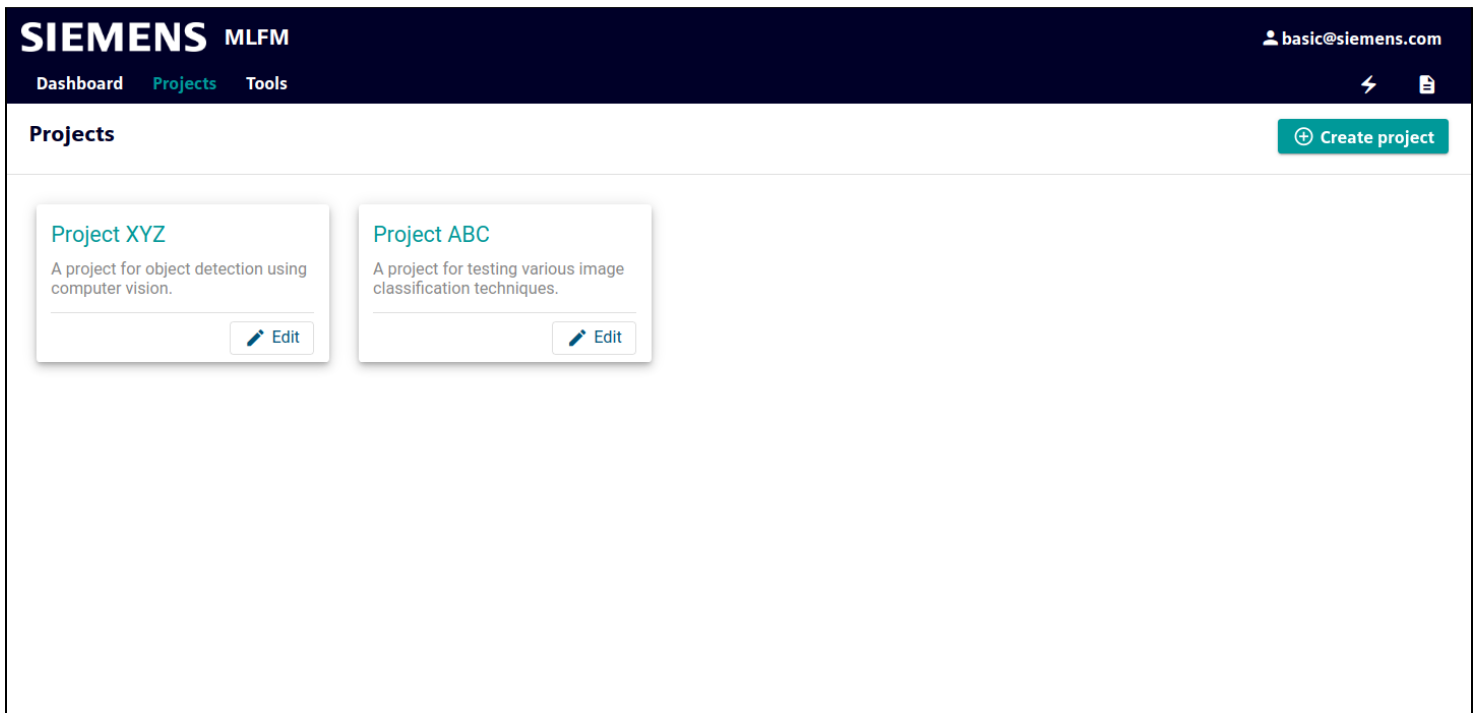 SIEMENS MLFM
basic@siemens.com
Dashboard Projects Tools
Projects
Create project
Project XYZ
A project for object detection using
computer vision.
Edit
Project ABC
A project for testing various image
classification techniques.
Edit